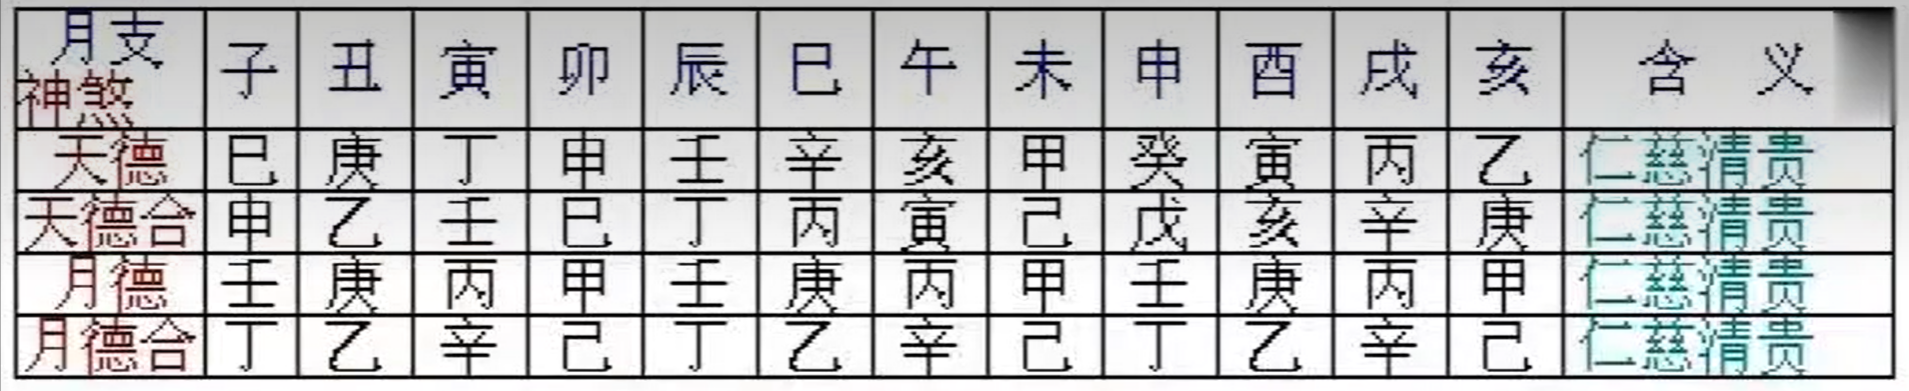 月支 子 丑 寅 卯 辰 巳 午 未 申 酉 戌 亥 含 义
神煞
天德 巳 庚 丁 申 壬 辛 亥 甲 癸 寅 丙 乙 仁慈清贵
天德合 申 乙 壬 巳 丁 丙 寅 己 戊 亥 辛 庚 仁慈清贵
月德 壬 庚 丙 甲 壬 庚 丙 甲 壬 庚 丙 甲 仁慈清贵
月德合 丁 乙 辛 己 丁 乙 辛 己 丁 乙 辛 己 仁慈清贵